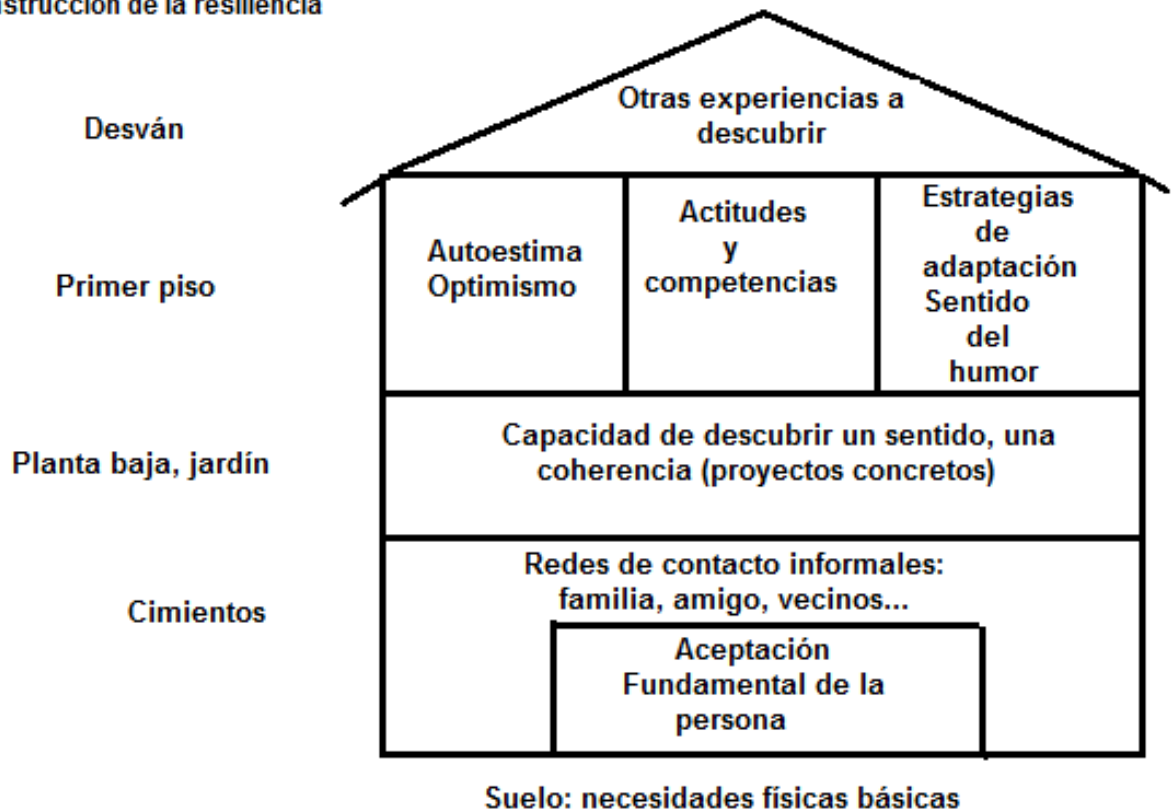 nstrucción de la resiliencia
Desván
Otras experiencias a
descubrir
Primer piso
Autoestima
Optimismo
Actitudes
y
competencias
Estrategias
de
adaptación
Sentido
del
humor
Planta baja, jardín
Capacidad de descubrir un sentido, una
coherencia (proyectos concretos)
Cimientos
Redes de contacto informales:
familia, amigo, vecinos...
Aceptación
Fundamental de la
persona
Suelo: necesidades físicas básicas